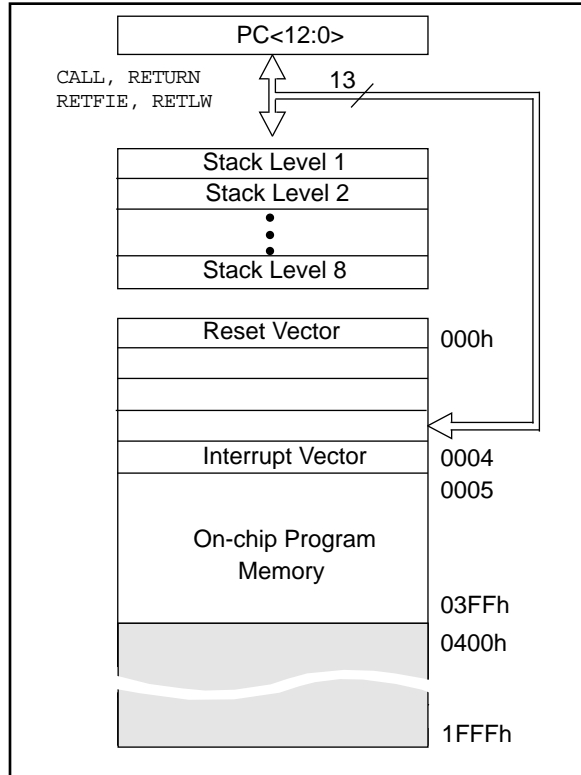 PC<12:0>
CALL, RETURN
RETFIE, RETLW
13
Stack Level 1
Stack Level 2
Stack Level 8
Reset Vector
000h
Interrupt Vector
0004
0005
On-chip Program
Memory
03FFh
0400h
1FFFh